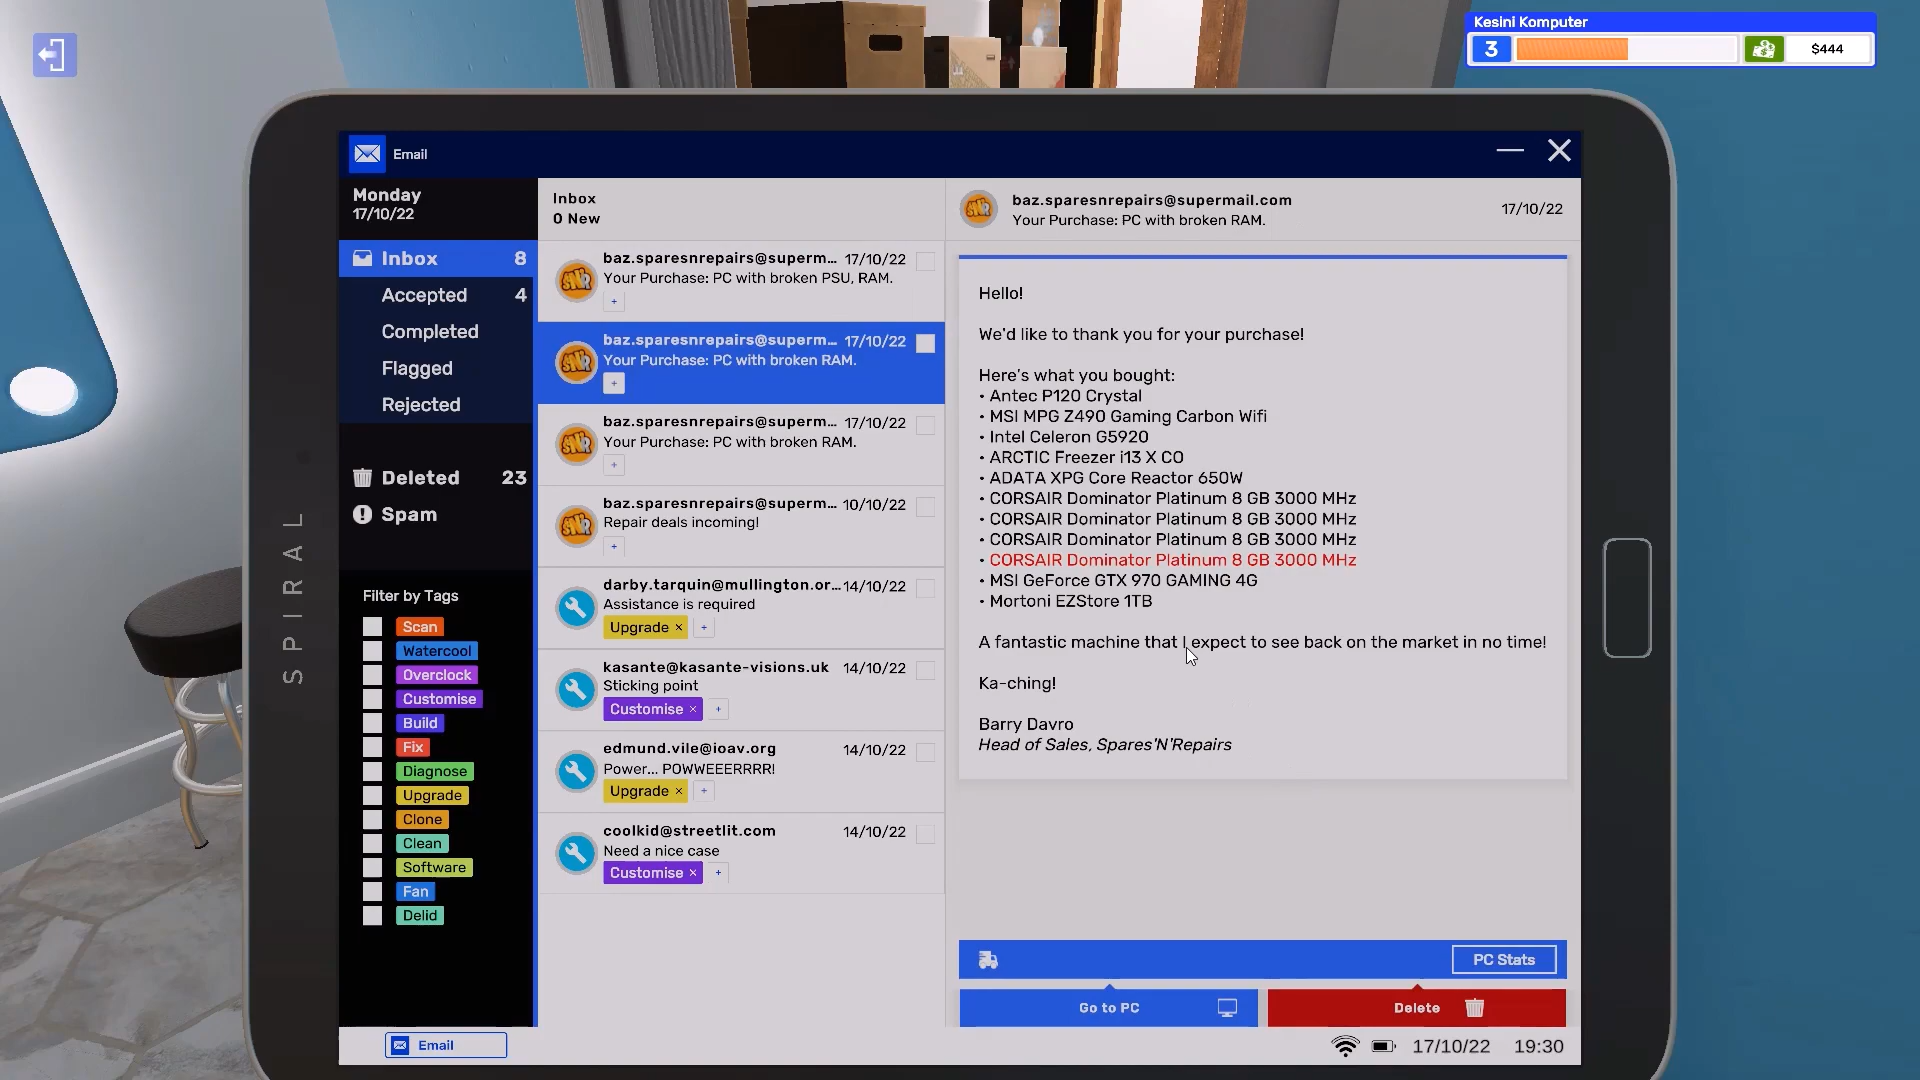 Kesini Komputer
3
$444
Email
Monday
17/10/22
Inbox 8
Accepted 4
Completed
Flagged
Rejected
Deleted 23
Spam
Filter by Tags
Scan
Watercool
Overclock
Customise
Build
Fix
Diagnose
Upgrade
Clone
Clean
Software
Fan
Delid
SPIRAL
Inbox
0 New
baz.sparesnrepairs@superm... 17/10/22
Your Purchase: PC with broken PSU, RAM.
+
baz.sparesnrepairs@superm... 17/10/22
Your Purchase: PC with broken RAM.
+
baz.sparesnrepairs@superm... 17/10/22
Your Purchase: PC with broken RAM.
+
baz.sparesnrepairs@superm... 10/10/22
Repair deals incoming!
+
darby.tarquin@mullington.or... 14/10/22
Assistance is required
Upgrade × +
kasante@kasante-visions.uk 14/10/22
Sticking point
Customise × +
edmund.vile@ioav.org 14/10/22
Power... POWWEEERRRR!
Upgrade × +
coolkid@streetlit.com 14/10/22
Need a nice case
Customise × +
SNR
baz.sparesnrepairs@supermail.com 17/10/22
Your Purchase: PC with broken RAM.
Hello!
We'd like to thank you for your purchase!
Here's what you bought:
• Antec P120 Crystal
• MSI MPG Z490 Gaming Carbon Wifi
• Intel Celeron G5920
• ARCTIC Freezer i13 X CO
• ADATA XPG Core Reactor 650W
• CORSAIR Dominator Platinum 8 GB 3000 MHz
• CORSAIR Dominator Platinum 8 GB 3000 MHz
• CORSAIR Dominator Platinum 8 GB 3000 MHz
• CORSAIR Dominator Platinum 8 GB 3000 MHz
• MSI GeForce GTX 970 GAMING 4G
• Mortoni EZStore 1TB
A fantastic machine that I expect to see back on the market in no time!
Ka-ching!
Barry Davro
Head of Sales, Spares'N'Repairs
PC Stats
Go to PC
Delete
Email
17/10/22 19:30